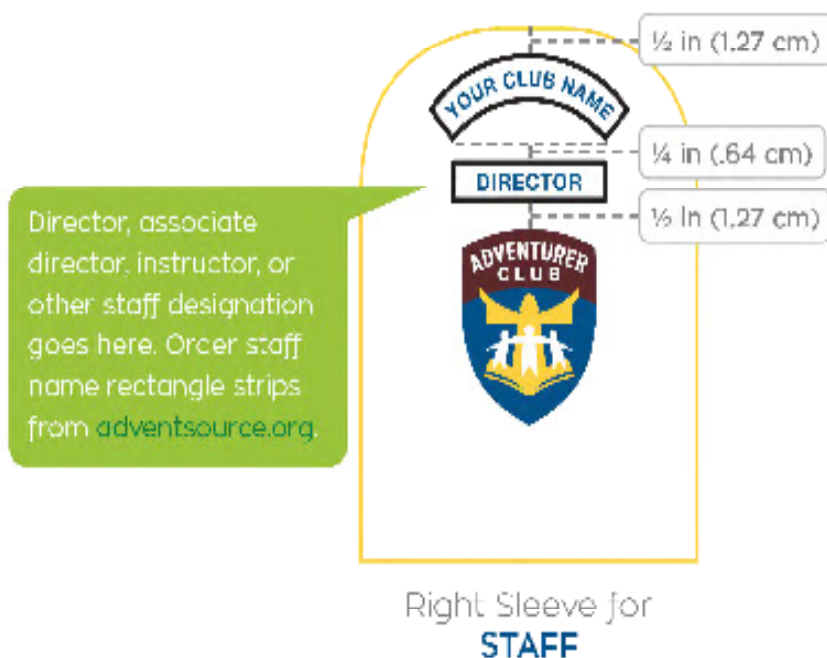 ½ in (1.27 cm)
YOUR CLUB NAME
¼ in (.64 cm)
DIRECTOR
½ In (1.27 cm)
ADVENTURER
CLUB
Director, associate
director, instructor, or
other staff designation
goes here. Orcer staff
name rectangle strips
from adventsource.org.
Right Sleeve for
STAFF